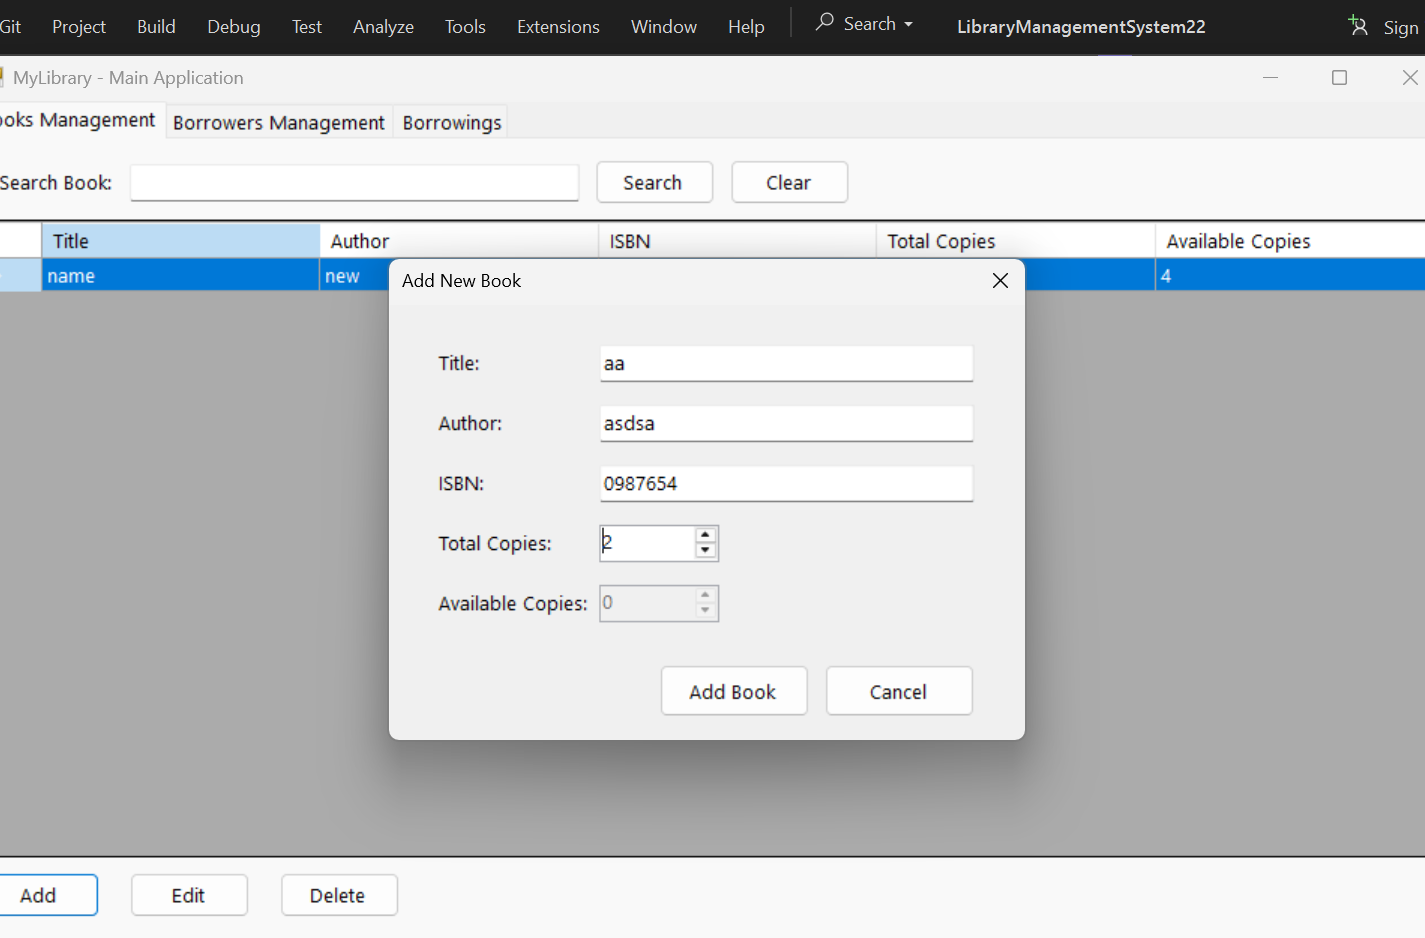 Git Project Build Debug Test Analyze Tools Extensions Window Help Search LibraryManagementSystem22 Sign
MyLibrary - Main Application
ooks Management Borrowers Management Borrowings
Search Book: Search Clear
Title Author ISBN Total Copies Available Copies
name new 4
Add New Book
Title: aa
Author: asdsa
ISBN: 0987654
Total Copies: 2
Available Copies: 0
Add Book Cancel
Add Edit Delete